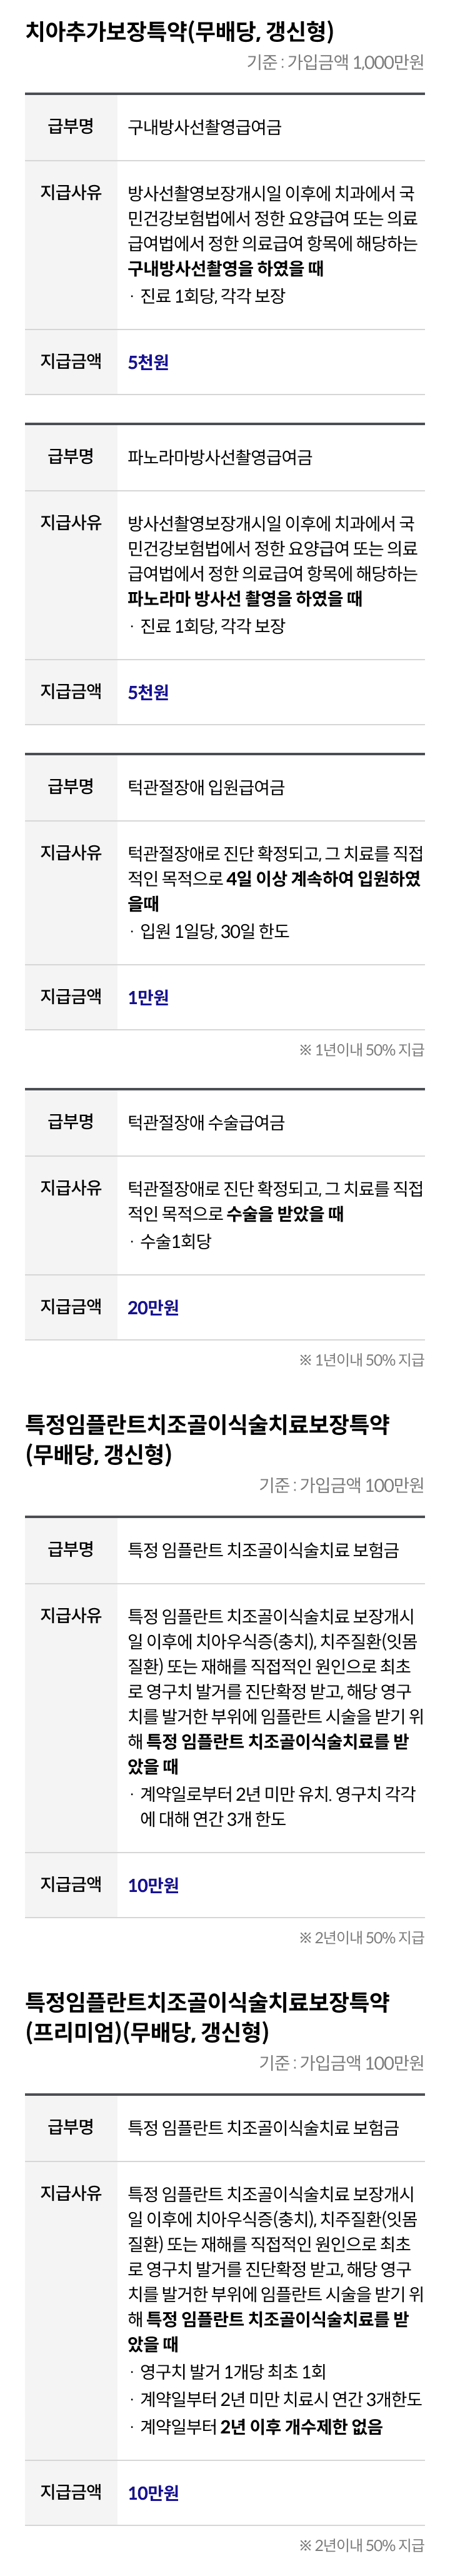 치아추가보장특약(무배당, 갱신형)
기준 : 가입금액 1,000만원
급부명
구내방사선촬영급여금
지급사유
방사선촬영보장개시일 이후에 치과에서 국
민건강보험법에서 정한 요양급여 또는 의료
급여법에서 정한 의료급여 항목에 해당하는
구내방사선촬영을 하였을 때
· 진료 1회당, 각각 보장
지급금액
5천원
급부명
파노라마방사선촬영급여금
지급사유
방사선촬영보장개시일 이후에 치과에서 국
민건강보험법에서 정한 요양급여 또는 의료
급여법에서 정한 의료급여 항목에 해당하는
파노라마 방사선 촬영을 하였을 때
· 진료 1회당, 각각 보장
지급금액
5천원
급부명
턱관절장애 입원급여금
지급사유
턱관절장애로 진단 확정되고, 그 치료를 직접
적인 목적으로 4일 이상 계속하여 입원하였
을때
· 입원 1일당, 30일 한도
지급금액
1만원
※ 1년이내 50% 지급
급부명
턱관절장애 수술급여금
지급사유
턱관절장애로 진단 확정되고, 그 치료를 직접
적인 목적으로 수술을 받았을 때
· 수술1회당
지급금액
20만원
※ 1년이내 50% 지급
특정임플란트치조골이식술치료보장특약
(무배당, 갱신형)
기준 : 가입금액 100만원
급부명
특정 임플란트 치조골이식술치료 보험금
지급사유
특정 임플란트 치조골이식술치료 보장개시
일 이후에 치아우식증(충치), 치주질환(잇몸
질환) 또는 재해를 직접적인 원인으로 최초
로 영구치 발거를 진단확정 받고, 해당 영구
치를 발거한 부위에 임플란트 시술을 받기 위
해 특정 임플란트 치조골이식술치료를 받
았을 때
· 계약일로부터 2년 미만 유치. 영구치 각각
에 대해 연간 3개 한도
지급금액
10만원
※ 2년이내 50% 지급
특정임플란트치조골이식술치료보장특약
(프리미엄)(무배당, 갱신형)
기준 : 가입금액 100만원
급부명
특정 임플란트 치조골이식술치료 보험금
지급사유
특정 임플란트 치조골이식술치료 보장개시
일 이후에 치아우식증(충치), 치주질환(잇몸
질환) 또는 재해를 직접적인 원인으로 최초
로 영구치 발거를 진단확정 받고, 해당 영구
치를 발거한 부위에 임플란트 시술을 받기 위
해 특정 임플란트 치조골이식술치료를 받
았을 때
· 영구치 발거 1개당 최초 1회
· 계약일부터 2년 미만 치료시 연간 3개한도
· 계약일부터 2년 이후 개수제한 없음
지급금액
10만원
※ 2년이내 50% 지급